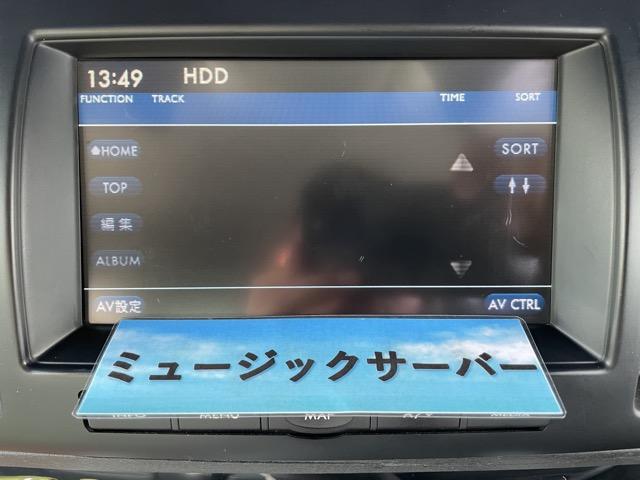 13:49 HDD
FUNCTION TRACK TIME SORT
HOME SORT
TOP
編集
ALBUM
AV設定 AV CTRL
ミュージックサーバー
MAP